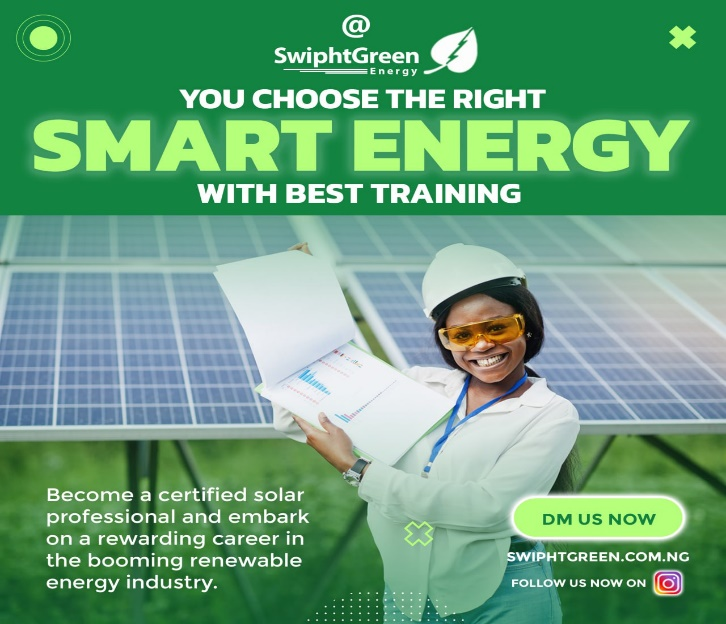 @
SwiphtGreen
Energy
YOU CHOOSE THE RIGHT
SMART ENERGY
WITH BEST TRAINING
Become a certified solar
professional and embark
on a rewarding career in
the booming renewable
energy industry.
DM US NOW
SWIPHTGREEN.COM.NG
FOLLOW US NOW ON